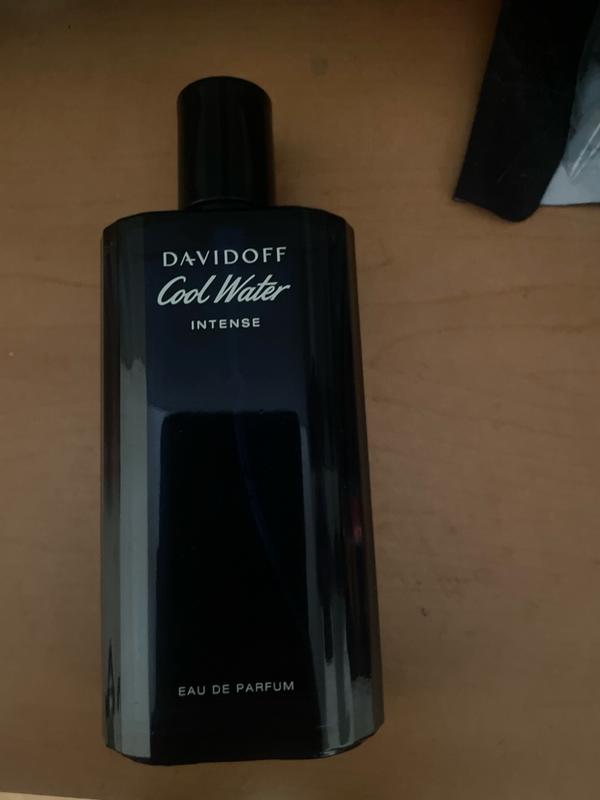 DAVIDOFF
Cool Water
INTENSE
EAU DE PARFUM